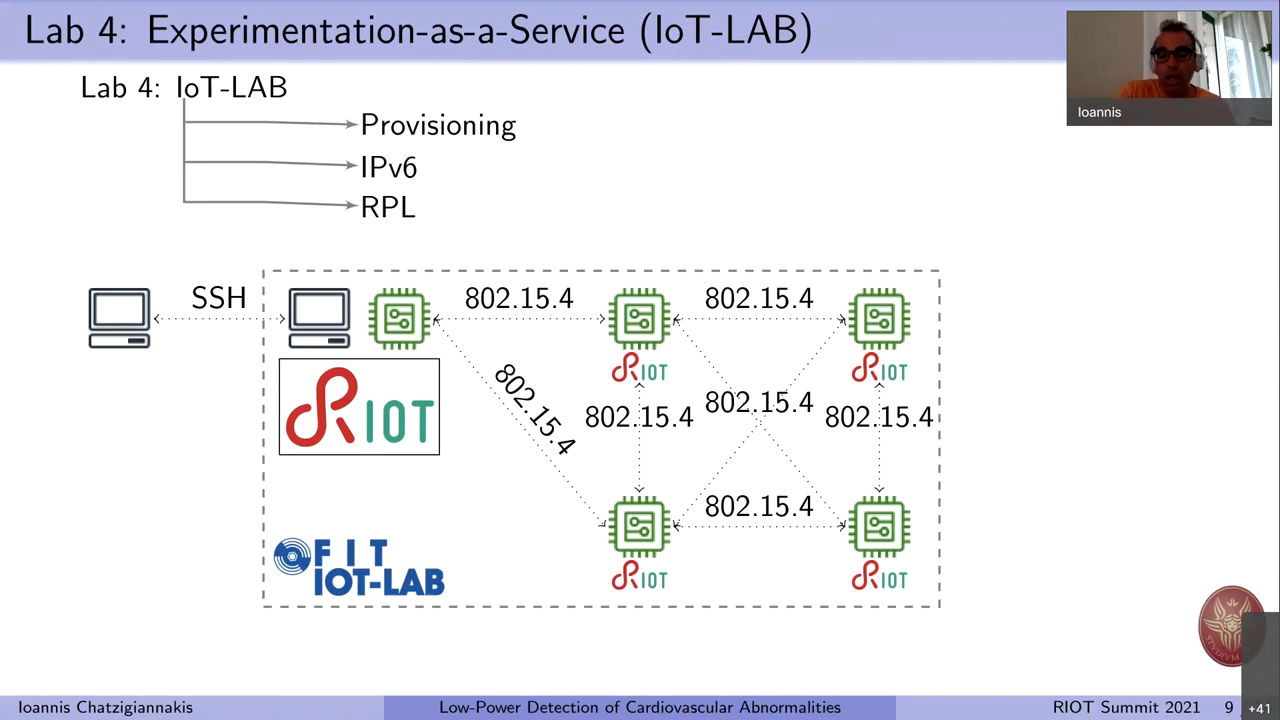 Lab 4: Experimentation-as-a-Service (IoT-LAB)
Ioannis
Lab 4: IoT-LAB
Provisioning
IPv6
RPL
SSH
802.15.4
802.15.4
RIOT
RIOT
RIOT
802.15.4
802.15.4
802.15.4
802.15.4
802.15.4
FIT
IOT-LAB
RIOT
RIOT
STVDIVM
Ioannis Chatzigiannakis
Low-Power Detection of Cardiovascular Abnormalities
RIOT Summit 2021
9
+41